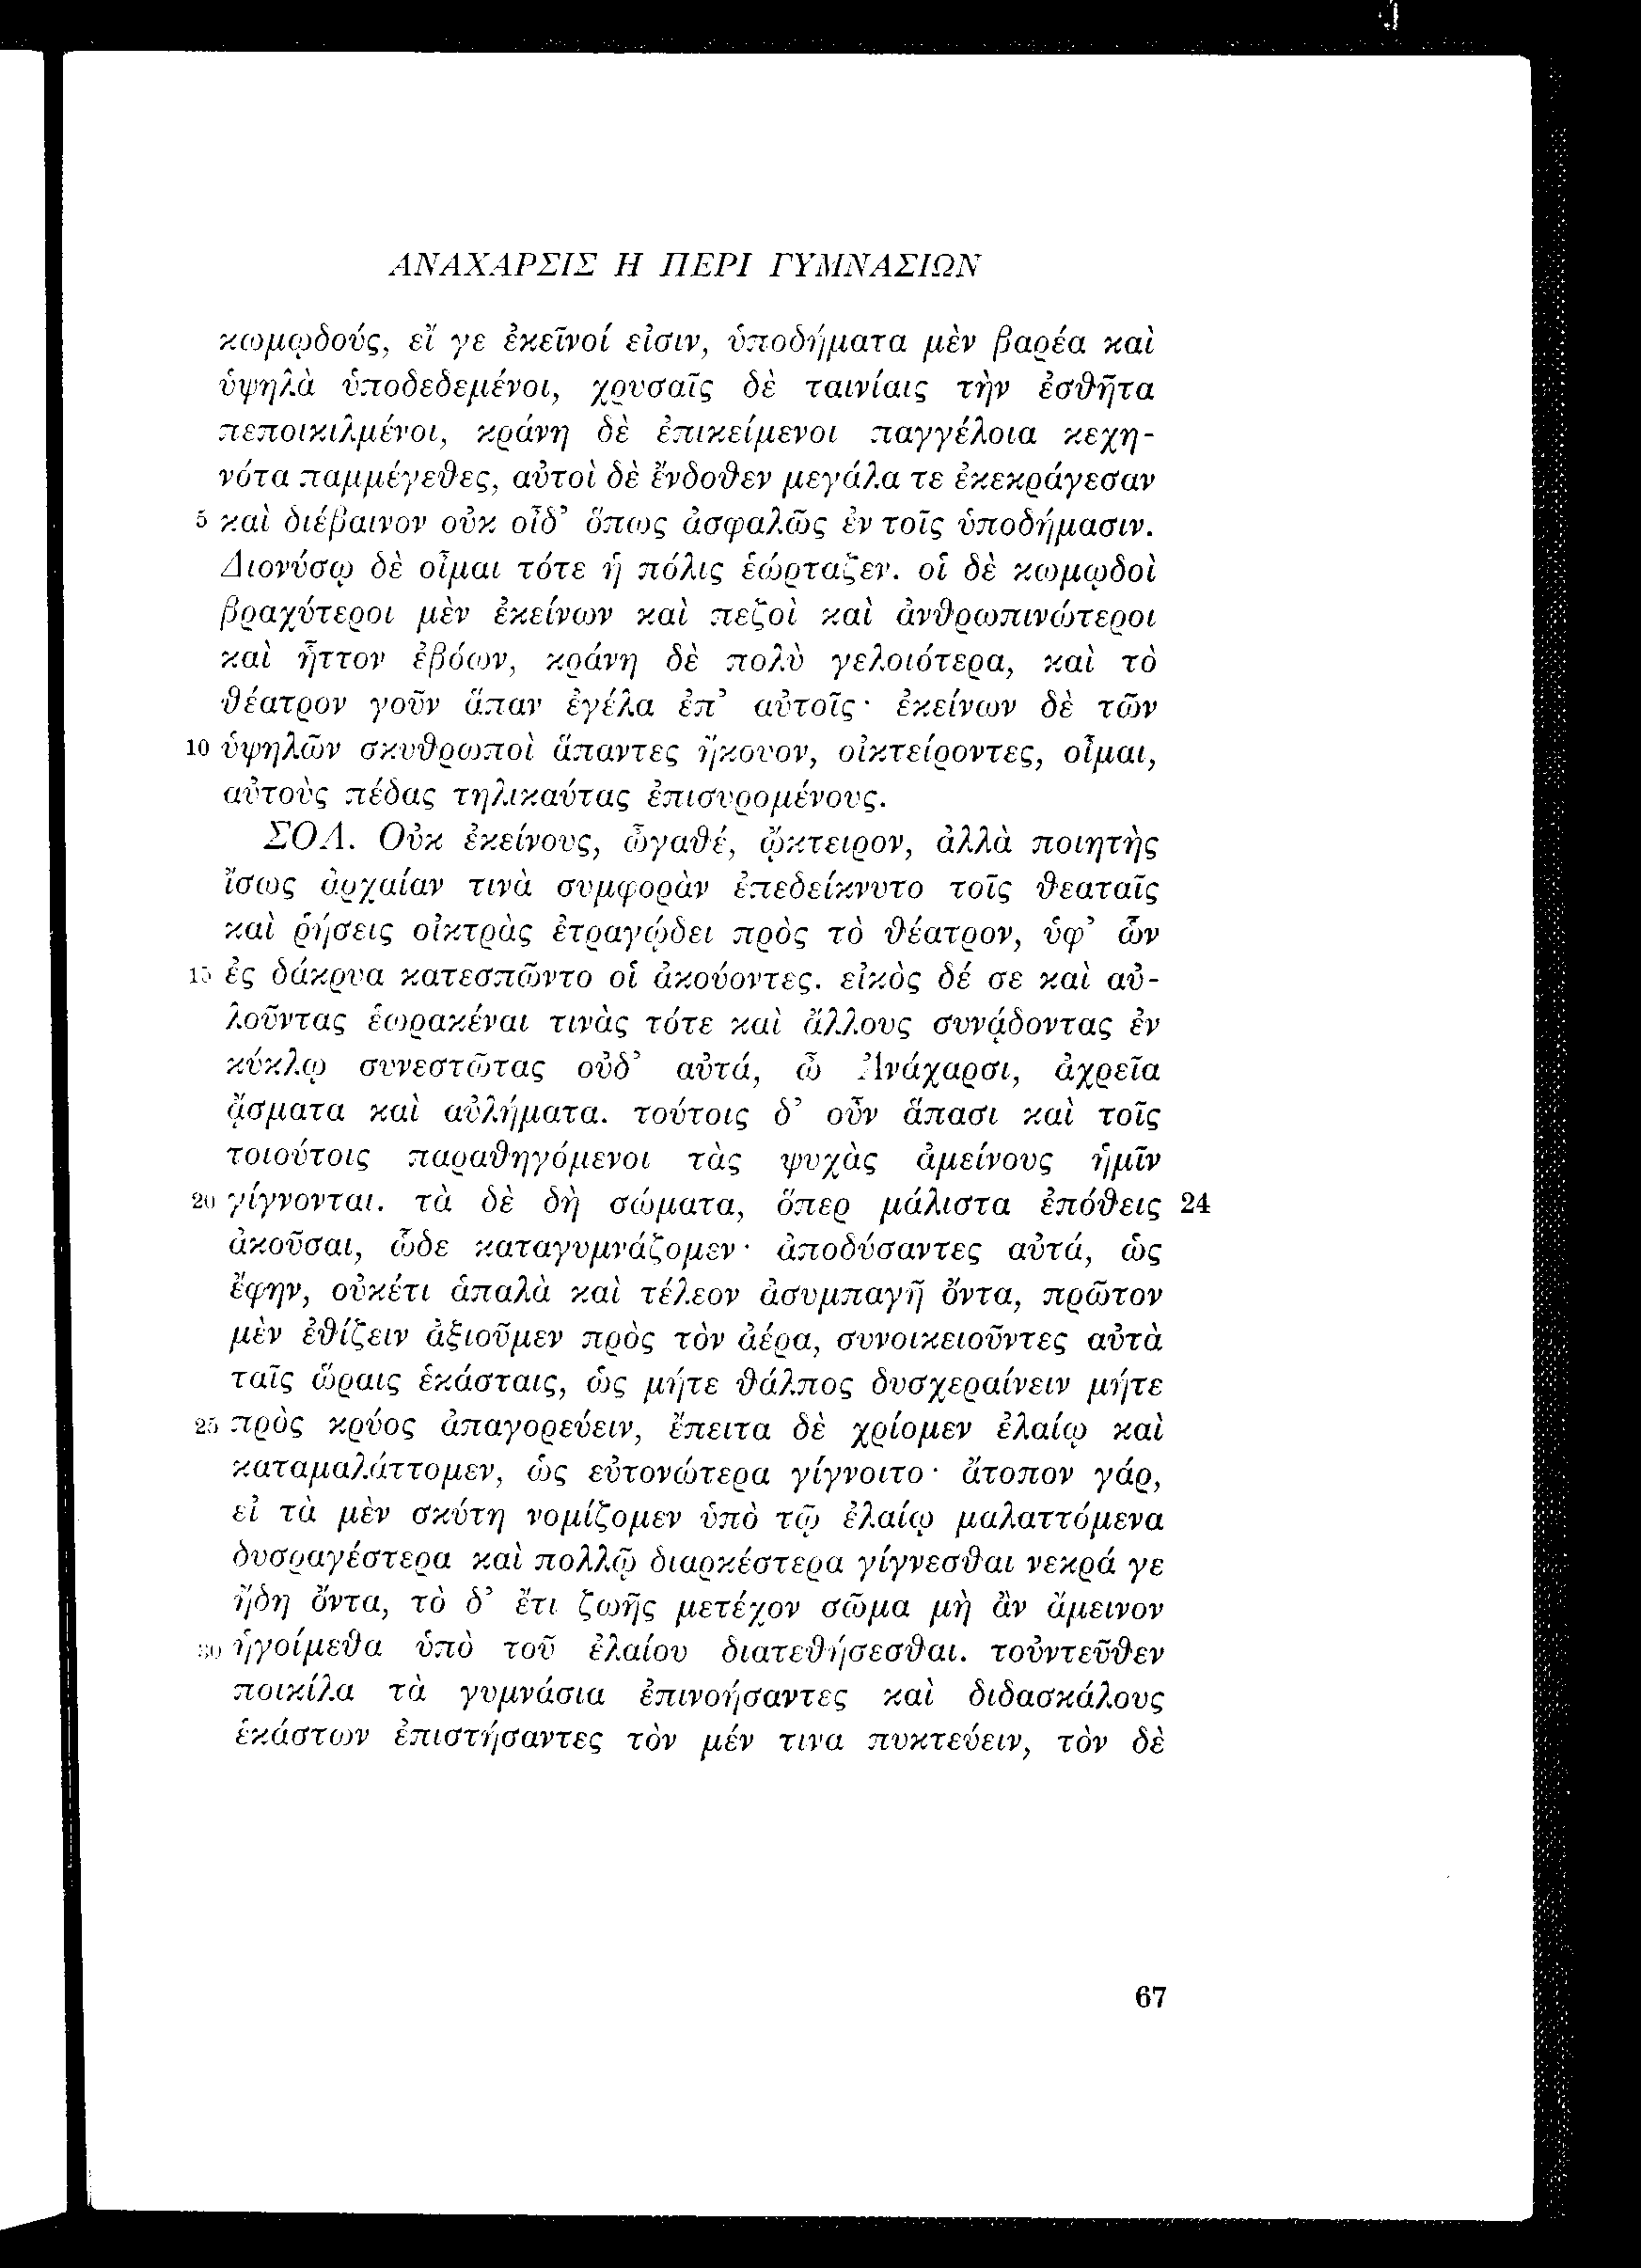 ΑΝΑΧΑΡΣΙΣ Η ΠΕΡΙ ΓΥΜΝΑΣΙΩΝ
κωμῳδούς, εἴ γε ἐκεῖνοί εἰσιν, ὑποδήματα μὲν βαρέα καὶ
ὑψηλὰ ὑποδεδεμένοι, χρυσαῖς δὲ ταινίαις τὴν ἐσθῆτα
πεποικιλμένοι, κράνη δὲ ἐπικείμενοι παγγέλοια κεχη-
νότα παμμέγεθες, αὐτοὶ δὲ ἔνδοθεν μεγάλα τε ἐκεκράγεσαν
5 καὶ διέβαινον οὐκ οἶδ’ ὅπως ἀσφαλῶς ἐν τοῖς ὑποδήμασιν.
Διονύσῳ δὲ οἶμαι τότε ἡ πόλις ἑώρταζεν. οἱ δὲ κωμῳδοὶ
βραχύτεροι μὲν ἐκείνων καὶ πεζοὶ καὶ ἀνθρωπινώτεροι
καὶ ἧττον ἐβόων, κράνη δὲ πολὺ γελοιότερα, καὶ τὸ
θέατρον γοῦν ἅπαν ἐγέλα ἐπ’ αὐτοῖς· ἐκείνων δὲ τῶν
10 ὑψηλῶν σκυθρωποὶ ἅπαντες ἤκουον, οἰκτείροντες, οἶμαι,
αὐτοὺς πέδας τηλικαύτας ἐπισυρομένους.
ΣΟΛ. Οὐκ ἐκείνους, ὦγαθέ, ᾤκτειρον, ἀλλὰ ποιητὴς
ἴσως ἀρχαίαν τινὰ συμφορὰν ἐπεδείκνυτο τοῖς θεαταῖς
καὶ ῥήσεις οἰκτρὰς ἐτραγῴδει πρὸς τὸ θέατρον, ὑφ’ ὧν
15 ἐς δάκρυα κατεσπῶντο οἱ ἀκούοντες. εἰκὸς δέ σε καὶ αὐ-
λοῦντας ἑωρακέναι τινὰς τότε καὶ ἄλλους συνᾴδοντας ἐν
κύκλῳ συνεστῶτας οὐδ’ αὐτά, ὦ Ἀνάχαρσι, ἀχρεῖα
ᾄσματα καὶ αὐλήματα. τούτοις δ’ οὖν ἅπασι καὶ τοῖς
τοιούτοις παραθηγόμενοι τὰς ψυχὰς ἀμείνους ἡμῖν
20 γίγνονται. τὰ δὲ δὴ σώματα, ὅπερ μάλιστα ἐπόθεις 24
ἀκοῦσαι, ὧδε καταγυμνάζομεν· ἀποδύσαντες αὐτά, ὡς
ἔφην, οὐκέτι ἁπαλὰ καὶ τέλεον ἀσυμπαγῆ ὄντα, πρῶτον
μὲν ἐθίζειν ἀξιοῦμεν πρὸς τὸν ἀέρα, συνοικειοῦντες αὐτὰ
ταῖς ὥραις ἑκάσταις, ὡς μήτε θάλπος δυσχεραίνειν μήτε
25 πρὸς κρύος ἀπαγορεύειν, ἔπειτα δὲ χρίομεν ἐλαίῳ καὶ
καταμαλάττομεν, ὡς εὐτονώτερα γίγνοιτο· ἄτοπον γάρ,
εἰ τὰ μὲν σκύτη νομίζομεν ὑπὸ τῷ ἐλαίῳ μαλαττόμενα
δυσραγέστερα καὶ πολλῷ διαρκέστερα γίγνεσθαι νεκρά γε
ἤδη ὄντα, τὸ δ’ ἔτι ζωῆς μετέχον σῶμα μὴ ἂν ἄμεινον
30 ἡγοίμεθα ὑπὸ τοῦ ἐλαίου διατεθήσεσθαι. τοὐντεῦθεν
ποικίλα τὰ γυμνάσια ἐπινοήσαντες καὶ διδασκάλους
ἑκάστων ἐπιστήσαντες τὸν μέν τινα πυκτεύειν, τὸν δὲ
67